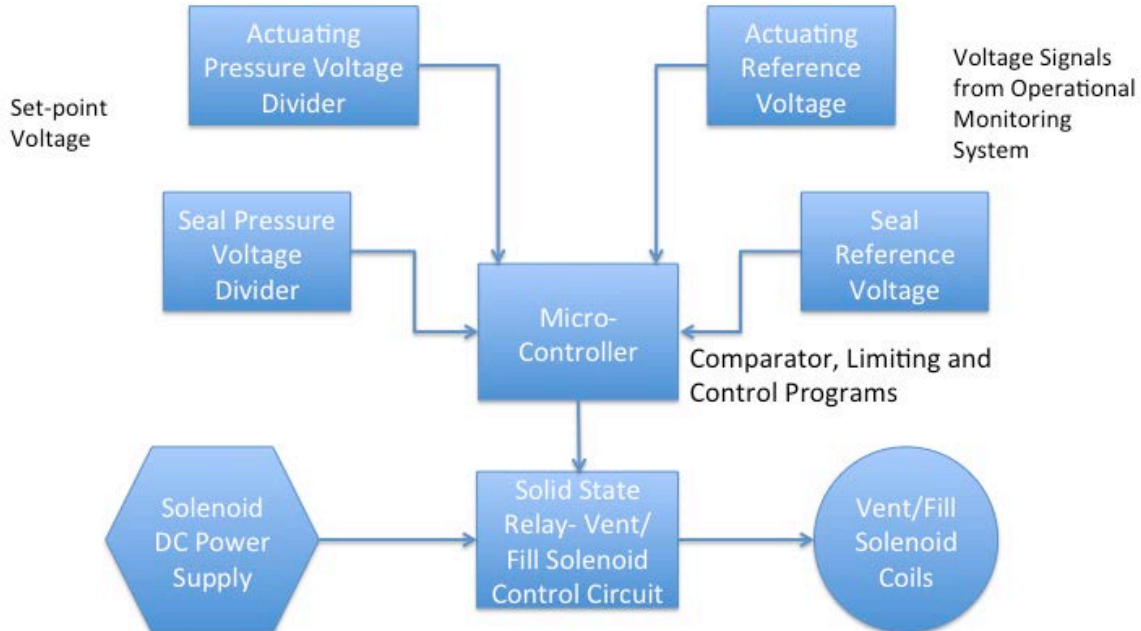 Actuating
Pressure Voltage
Divider
Actuating
Reference
Voltage
Voltage Signals
from Operational
Monitoring
System
Set-point
Voltage
Seal Pressure
Voltage
Divider
Seal
Reference
Voltage
Micro-
Controller
Comparator, Limiting and
Control Programs
Solenoid
DC Power
Supply
Solid State
Relay- Vent/
Fill Solenoid
Control Circuit
Vent/Fill
Solenoid
Coils